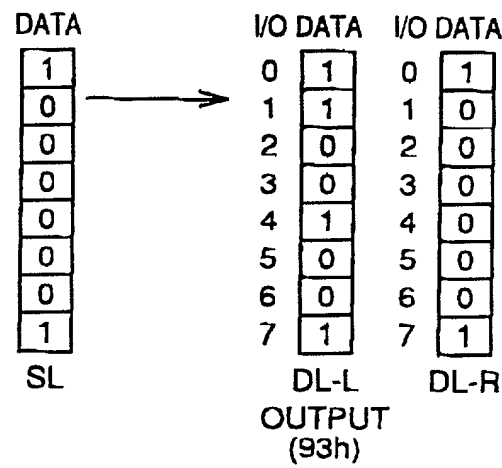 DATA I/O DATA I/O DATA
1 0 1 0 1
0 1 1 1 0
0 2 0 2 0
0 3 0 3 0
0 4 1 4 0
0 5 0 5 0
0 6 0 6 0
1 7 1 7 1
SL DL-L DL-R
OUTPUT
(93h)